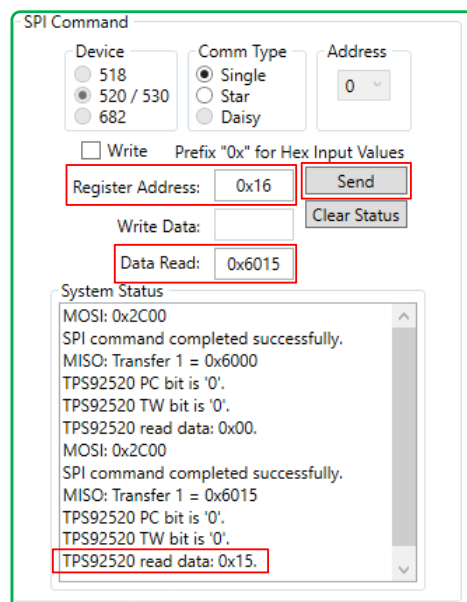 SPI Command
Device
518
520 / 530
682
Comm Type
Single
Star
Daisy
Address
0
Write
Prefix "0x" for Hex Input Values
Register Address:
0x16
Send
Write Data:
Clear Status
Data Read:
0x6015
System Status
MOSI: 0x2C00
SPI command completed successfully.
MISO: Transfer 1 = 0x6000
TPS92520 PC bit is '0'.
TPS92520 TW bit is '0'.
TPS92520 read data: 0x00.
MOSI: 0x2C00
SPI command completed successfully.
MISO: Transfer 1 = 0x6015
TPS92520 PC bit is '0'.
TPS92520 TW bit is '0'.
TPS92520 read data: 0x15.